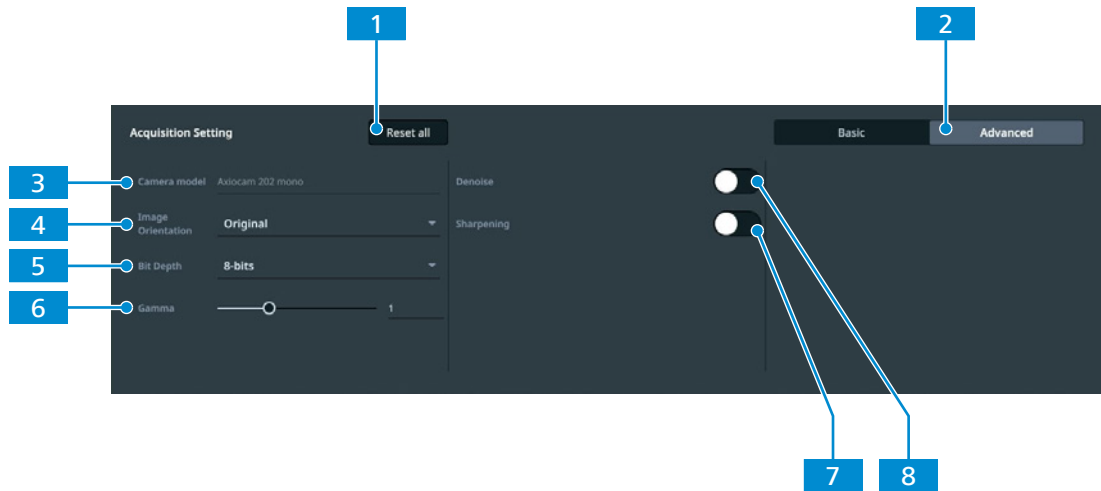 1
2
Acquisition Setting
Reset all
Basic
Advanced
3
Camera model
Axiocam 202 mono
Denoise
4
Image
Orientation
Original
Sharpening
5
Bit Depth
8-bits
6
Gamma
1
7
8